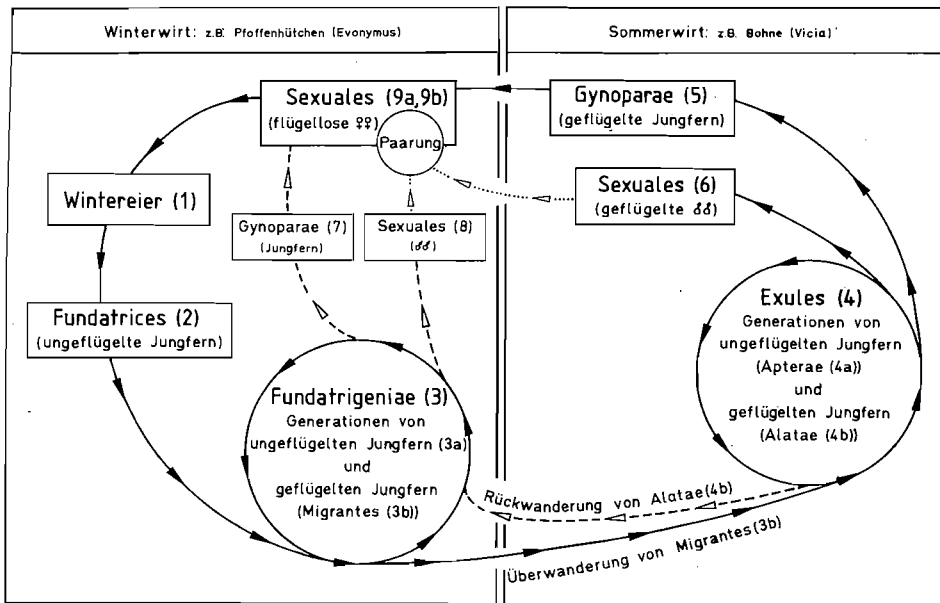 Winterwirt: z.B. Pfaffenhütchen (Evonymus)
Sommerwirt: z.B. Bohne (Vicia)
Sexuales (9a,9b)
(flügellose ♀♀)
Paarung
Gynoparae (5)
(geflügelte Jungfern)
Wintereier (1)
Gynoparae (7)
(Jungfern)
Sexuales (8)
(♂♂)
Sexuales (6)
(geflügelte ♂♂)
Fundatrices (2)
(ungeflügelte Jungfern)
Exules (4)
Generationen von
ungeflügelten Jungfern
(Apterae (4a))
und
geflügelten Jungfern
(Alatae (4b))
Fundatrigeniae (3)
Generationen von
ungeflügelten Jungfern (3a)
und
geflügelten Jungfern
(Migrantes (3b))
Rückwanderung von Alatae(4b)
Überwanderung von Migrantes(3b)